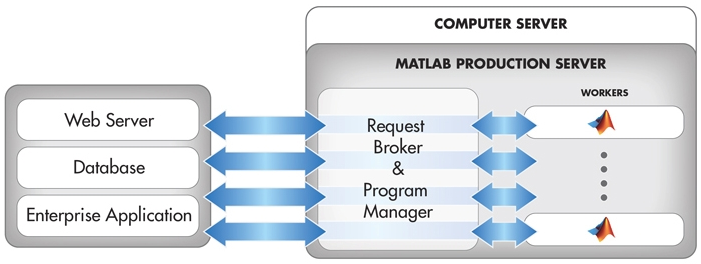 COMPUTER SERVER
MATLAB PRODUCTION SERVER
WORKERS
Web Server
Database
Enterprise Application
Request
Broker
&
Program
Manager